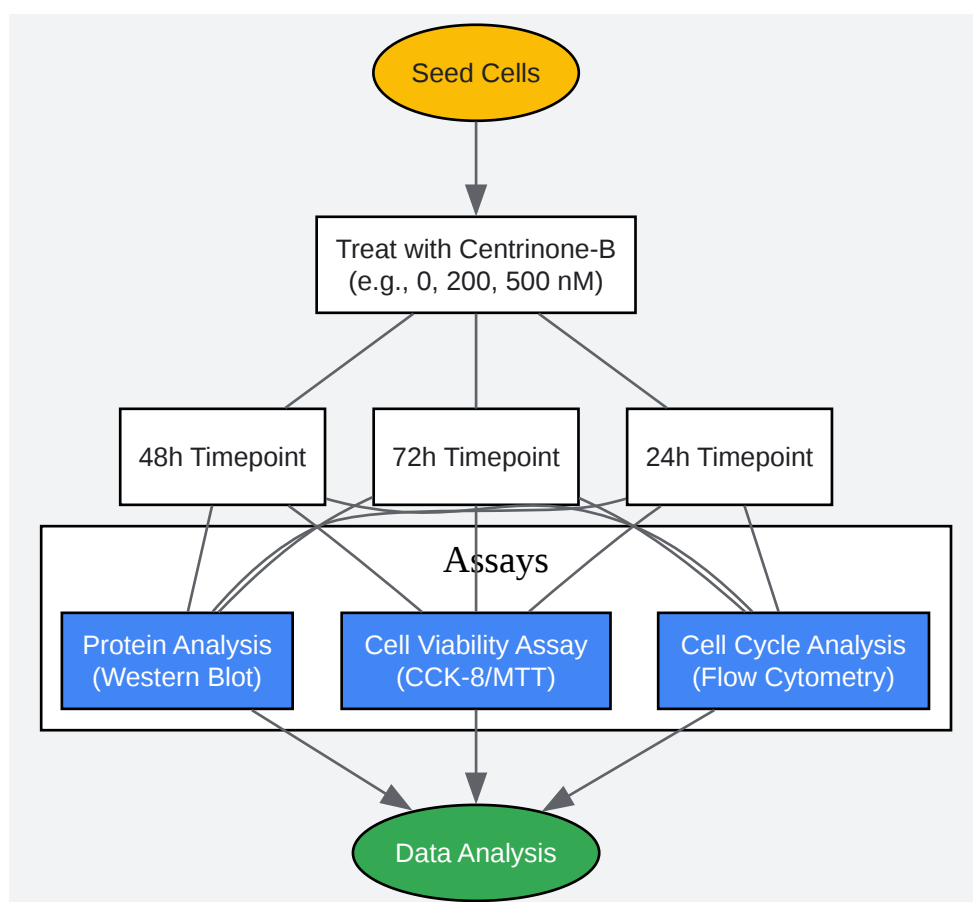 Seed Cells
Treat with Centrinone-B
(e.g., 0, 200, 500 nM)
48h Timepoint
72h Timepoint
24h Timepoint
Assays
Protein Analysis
(Western Blot)
Cell Viability Assay
(CCK-8/MTT)
Cell Cycle Analysis
(Flow Cytometry)
Data Analysis